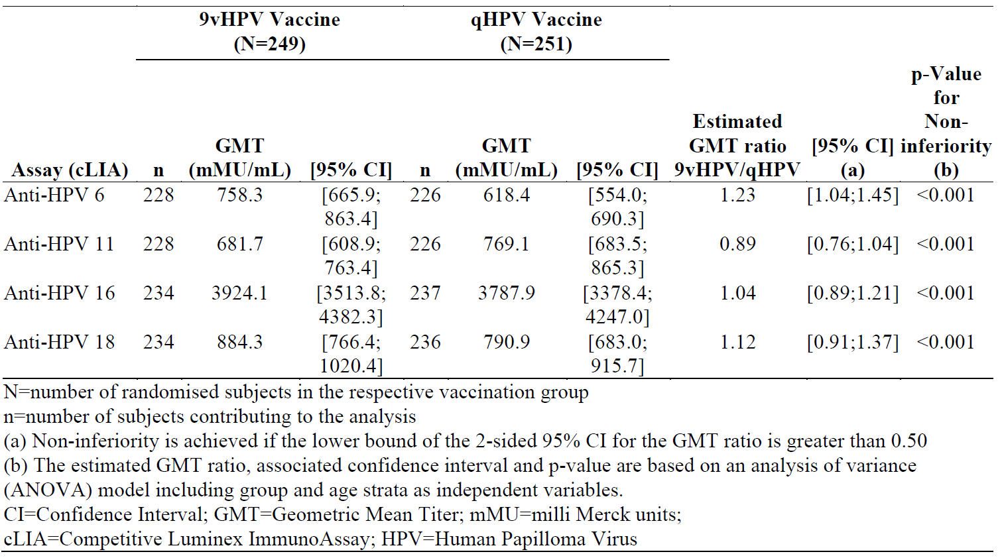 9vHPV Vaccine qHPV Vaccine
(N=249) (N=251)
p-Value
for
Estimated Non-
GMT GMT GMT ratio [95% CI] inferiority
Assay (cLIA) n (mMU/mL) [95% CI] n (mMU/mL) [95% CI] 9vHPV/qHPV (a) (b)
Anti-HPV 6 228 758.3 [665.9; 226 618.4 [554.0; 1.23 [1.04;1.45] <0.001
863.4] 690.3]
Anti-HPV 11 228 681.7 [608.9; 226 769.1 [683.5; 0.89 [0.76;1.04] <0.001
763.4] 865.3]
Anti-HPV 16 234 3924.1 [3513.8; 237 3787.9 [3378.4; 1.04 [0.89;1.21] <0.001
4382.3] 4247.0]
Anti-HPV 18 234 884.3 [766.4; 236 790.9 [683.0; 1.12 [0.91;1.37] <0.001
1020.4] 915.7]
N=number of randomised subjects in the respective vaccination group
n=number of subjects contributing to the analysis
(a) Non-inferiority is achieved if the lower bound of the 2-sided 95% CI for the GMT ratio is greater than 0.50
(b) The estimated GMT ratio, associated confidence interval and p-value are based on an analysis of variance
(ANOVA) model including group and age strata as independent variables.
CI=Confidence Interval; GMT=Geometric Mean Titer; mMU=milli Merck units;
cLIA=Competitive Luminex ImmunoAssay; HPV=Human Papilloma Virus